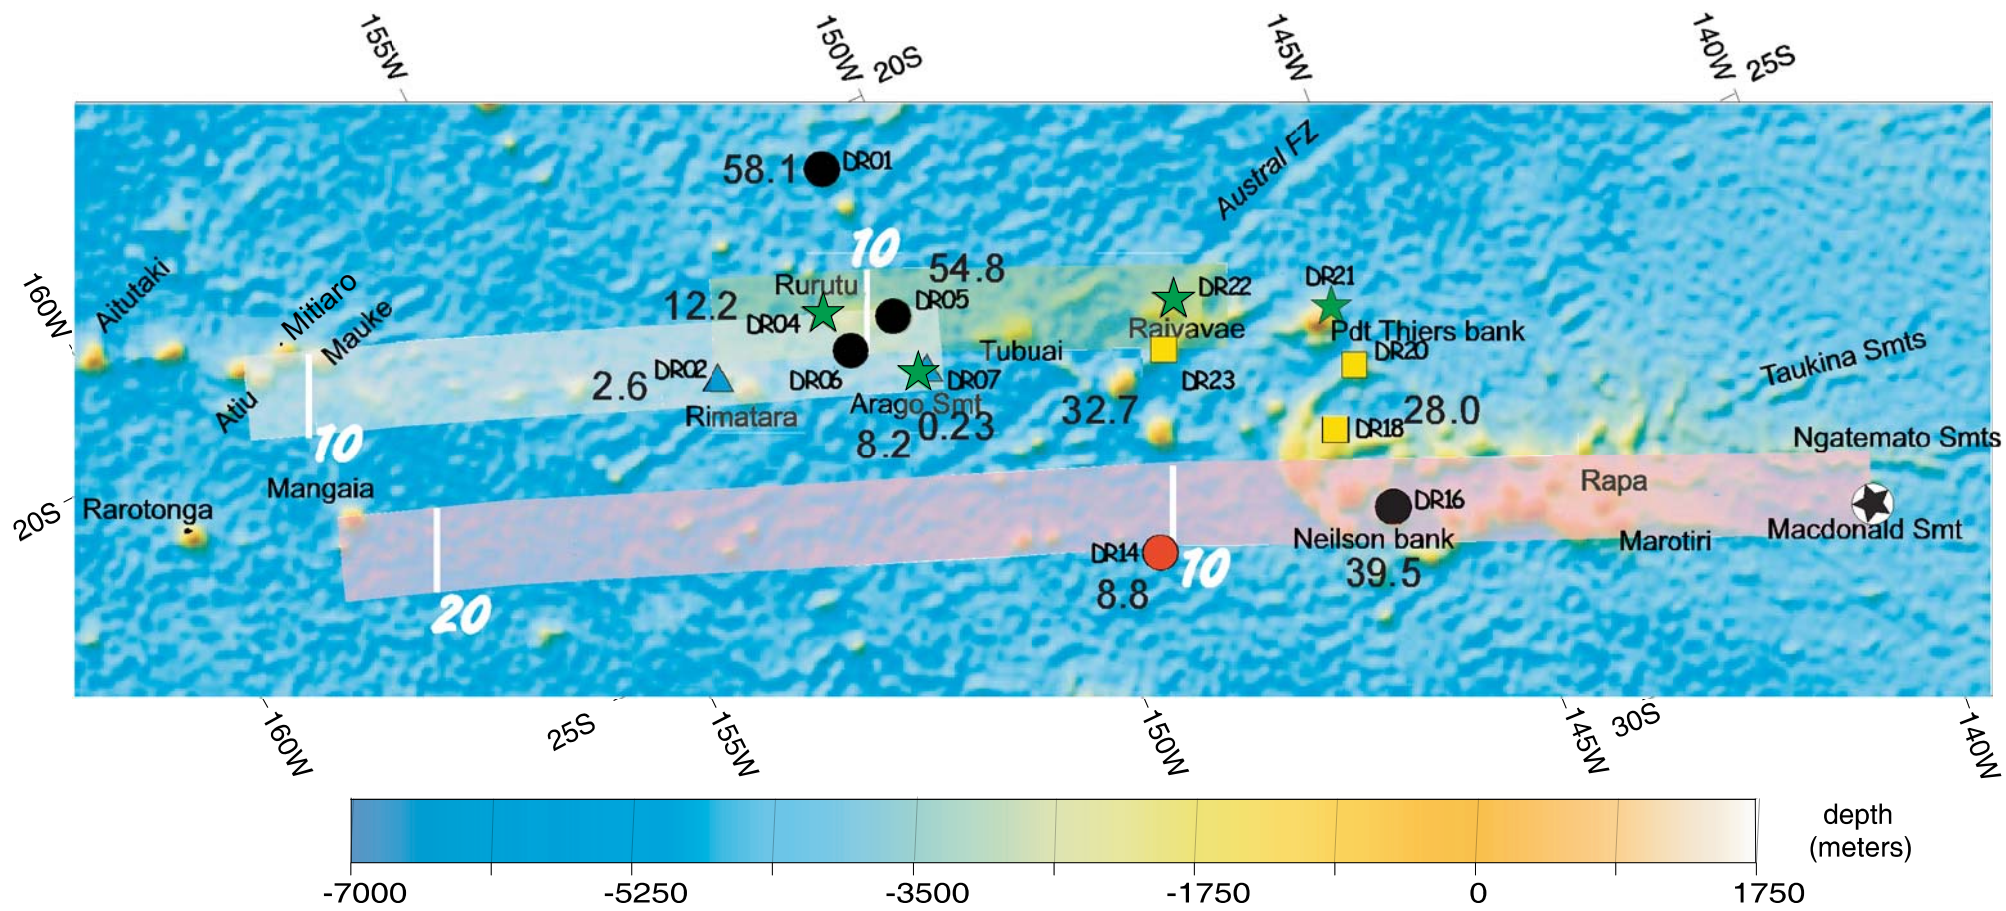 155W
150W
20S
145W
140W
25S
58.1
DR01
Austral FZ
10
54.8
Aitutaki
Mitiaro
Mauke
160W
12.2
Rurutu
DR05
DR22
DR21
DR04
Raivavae
Pdt Thiers bank
Tubuai
DR20
Taukina Smts
2.6
DR02
DR06
DR07
DR23
Atiu
Rimatara
Arago Smt
32.7
28.0
DR18
8.2
0.23
10
Ngatemato Smts
Mangaia
Rapa
20S
Rarotonga
DR16
Neilson bank
Marotiri
Macdonald Smt
DR14
10
39.5
8.8
20
160W
25S
155W
150W
145W
30S
140W
depth
(meters)
-7000
-5250
-3500
-1750
0
1750